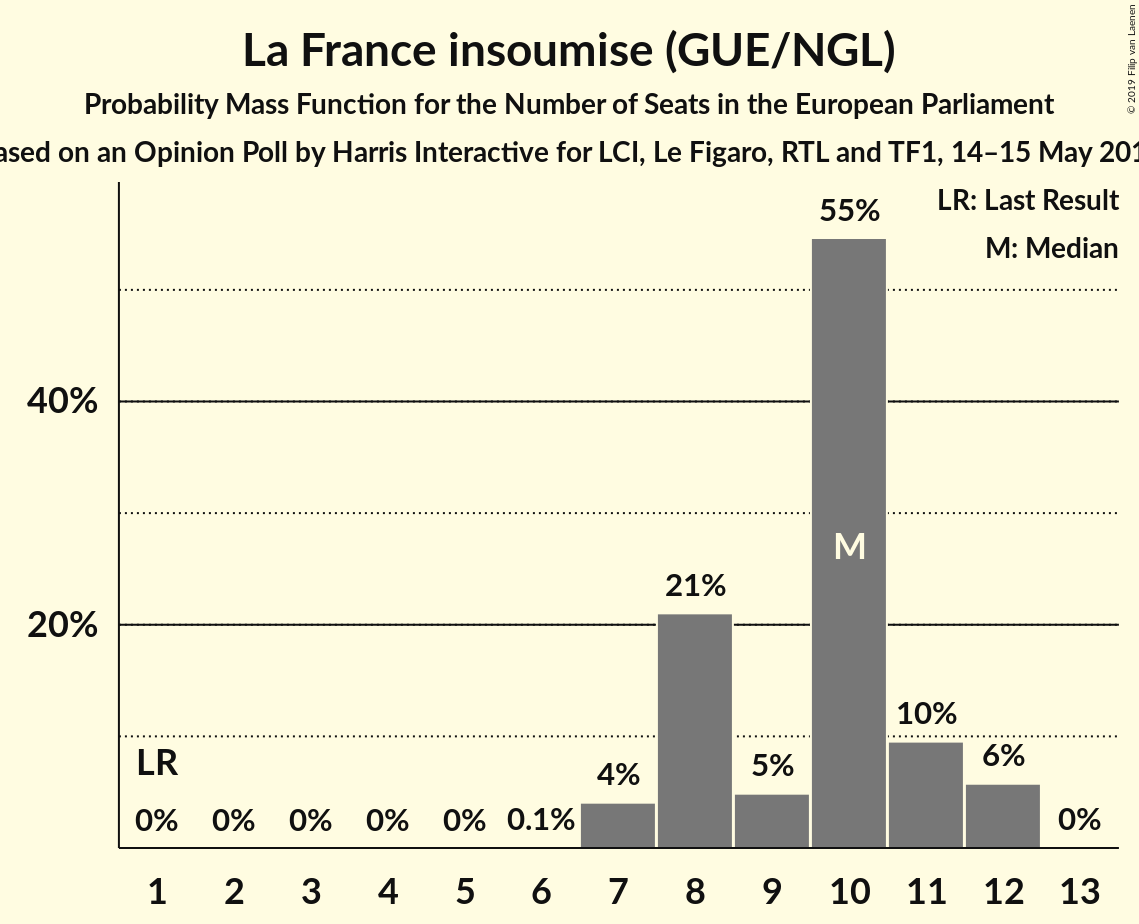 La France insoumise (GUE/NGL)
Probability Mass Function for the Number of Seats in the European Parliament
ased on an Opinion Poll by Harris Interactive for LCI, Le Figaro, RTL and TF1, 14–15 May 201
© 2019 Filip van Laenen
LR: Last Result
M: Median
55%
40%
M
21%
20%
10%
LR
4%
5%
6%
0% 0% 0% 0% 0% 0.1% 0%
1 2 3 4 5 6 7 8 9 10 11 12 13